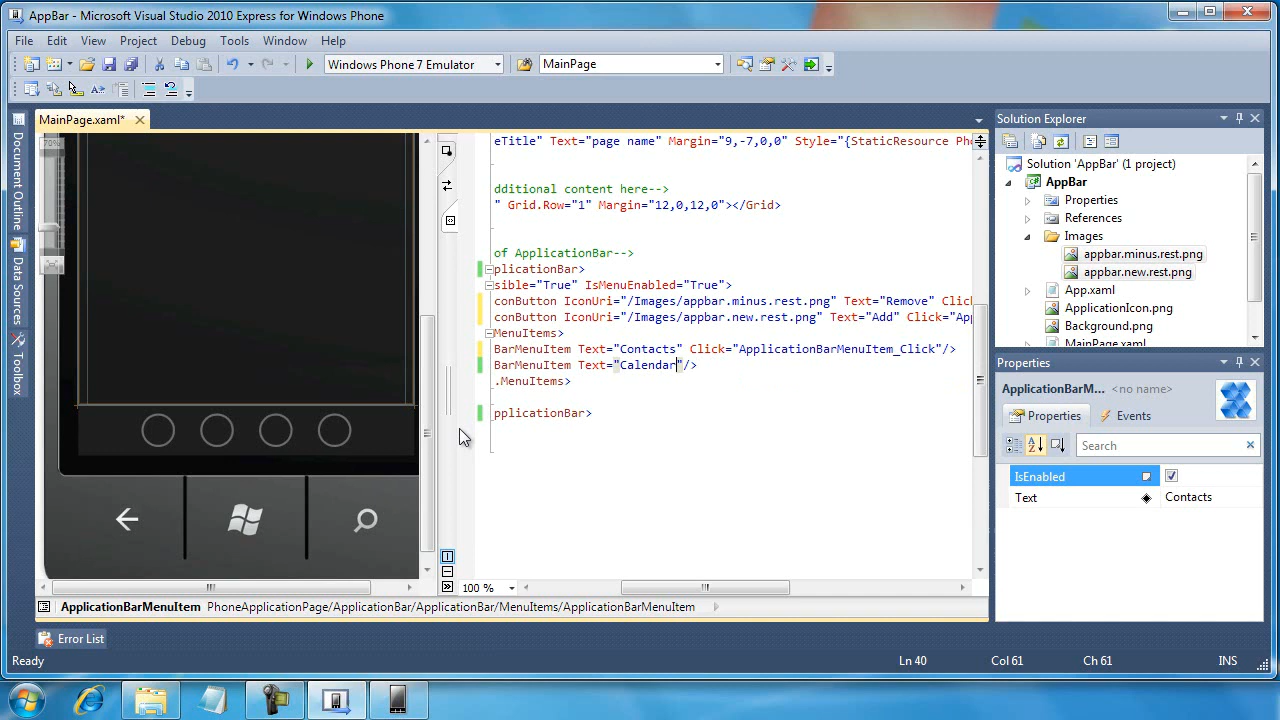 AppBar - Microsoft Visual Studio 2010 Express for Windows Phone
File Edit View Project Debug Tools Window Help
Windows Phone 7 Emulator MainPage
MainPage.xaml*
Document Outline
Data Sources
Toolbox
70%
eTitle" Text="page name" Margin="9,-7,0,0" Style="{StaticResource Pho
dditional content here-->
" Grid.Row="1" Margin="12,0,12,0"></Grid>
of ApplicationBar-->
plicationBar>
sible="True" IsMenuEnabled="True">
conButton IconUri="/Images/appbar.minus.rest.png" Text="Remove" Click
conButton IconUri="/Images/appbar.new.rest.png" Text="Add" Click="Ap
MenuItems>
BarMenuItem Text="Contacts" Click="ApplicationBarMenuItem_Click"/>
BarMenuItem Text="Calendar"/>
.MenuItems>
pplicationBar>
100 %
ApplicationBarMenuItem PhoneApplicationPage/ApplicationBar/ApplicationBar/MenuItems/ApplicationBarMenuItem
Solution Explorer
Solution 'AppBar' (1 project)
AppBar
Properties
References
Images
appbar.minus.rest.png
appbar.new.rest.png
App.xaml
ApplicationIcon.png
Background.png
MainPage.xaml
Properties
ApplicationBarM... <no name>
Properties Events
Search
IsEnabled
Text Contacts
Error List
Ready Ln 40 Col 61 Ch 61 INS